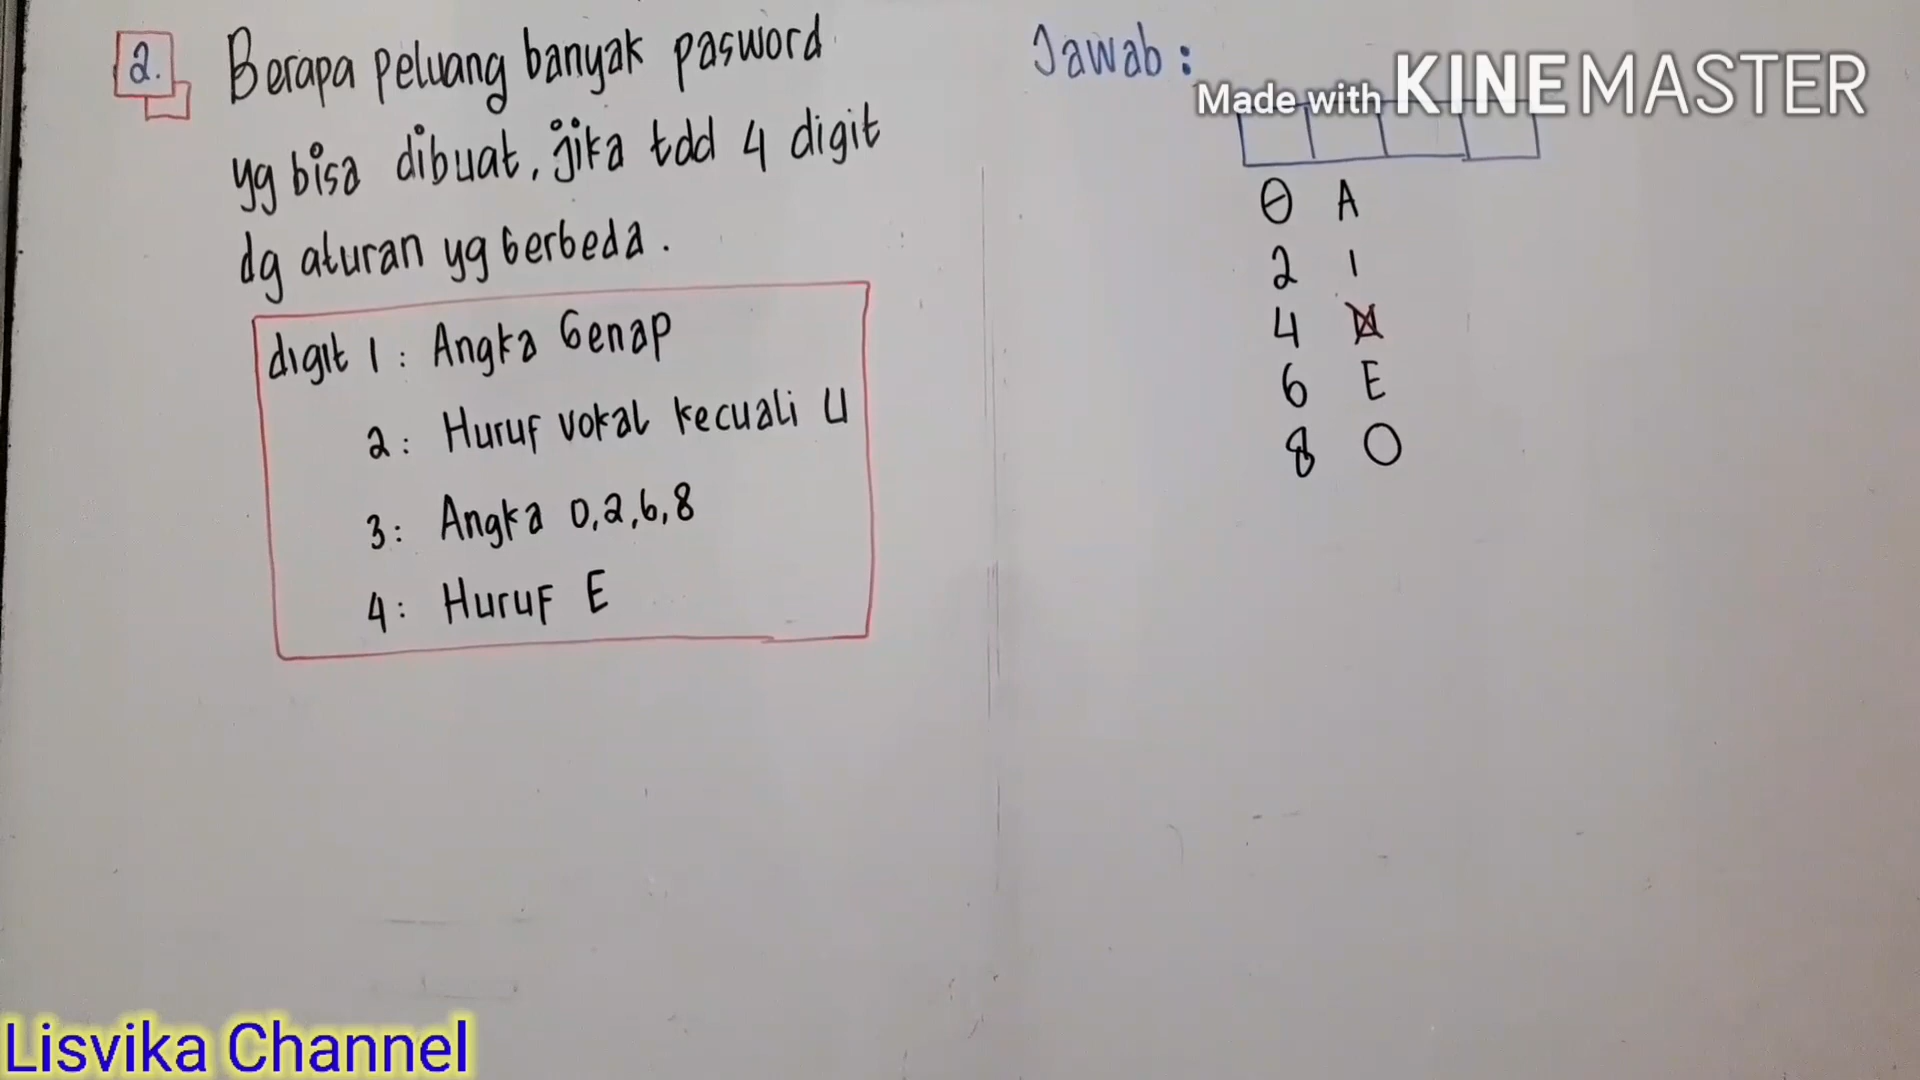 2. Berapa peluang banyak pasword
yg bisa dibuat, jika tdd 4 digit
dg aturan yg berbeda.
digit 1 : Angka Genap
2 : Huruf vokal kecuali U
3 : Angka 0,2,6,8
4 : Huruf E
Jawab :
Made with KINEMASTER
0 A
2 I
4
6 E
8 O
Lisvika Channel